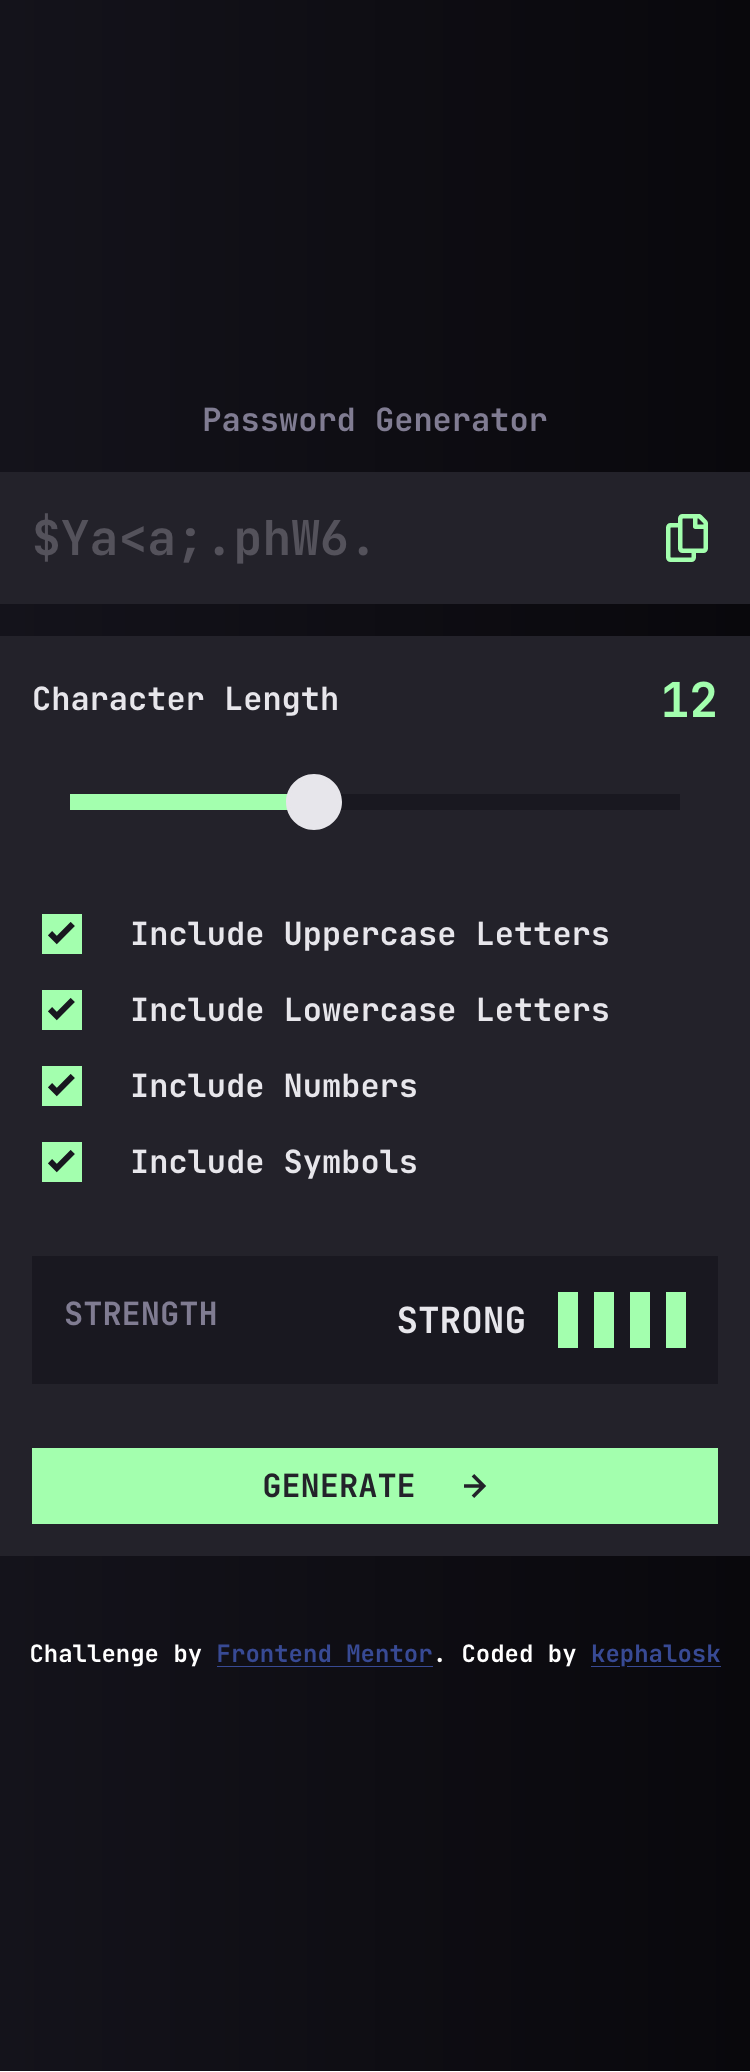 Password Generator
$Ya<a;.phW6.
Character Length
12
Include Uppercase Letters
Include Lowercase Letters
Include Numbers
Include Symbols
STRENGTH
STRONG
GENERATE →
Challenge by Frontend Mentor. Coded by kephalosk